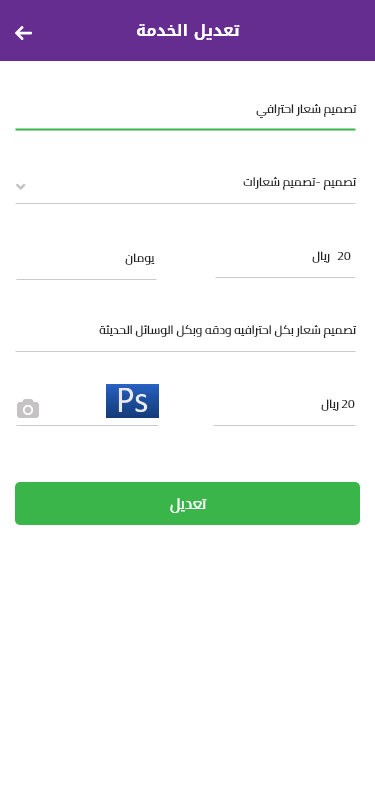 تعديل الخدمة
تصميم شعار احترافي
تصميم -تصميم شعارات
20 ريال
يومان
تصميم شعار بكل احترافيه ودقه وبكل الوسائل الحديثة
20 ريال
Ps
تعديل